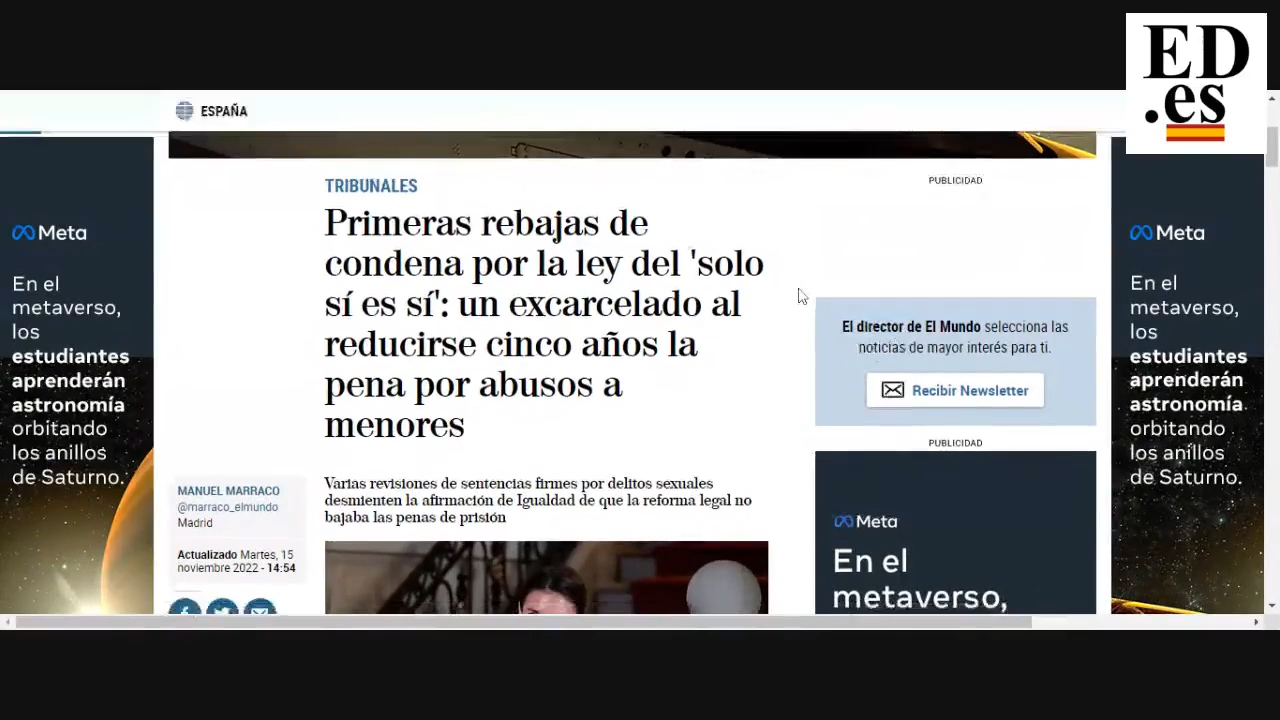 ED
.es
ESPAÑA
TRIBUNALES
Primeras rebajas de
condena por la ley del 'solo
sí es sí': un excarcelado al
reducirse cinco años la
pena por abusos a
menores
Varias revisiones de sentencias firmes por delitos sexuales
desmienten la afirmación de Igualdad de que la reforma legal no
bajaba las penas de prisión
MANUEL MARRACO
@marraco_elmundo
Madrid
Actualizado Martes, 15
noviembre 2022 - 14:54
Meta
En el
metaverso,
los
estudiantes
aprenderán
astronomía
orbitando
los anillos
de Saturno.
PUBLICIDAD
El director de El Mundo selecciona las
noticias de mayor interés para ti.
Recibir Newsletter
PUBLICIDAD
Meta
En el
metaverso,
Meta
En el
metaverso,
los
estudiantes
aprenderán
astronomía
orbitando
los anillos
de Saturno.